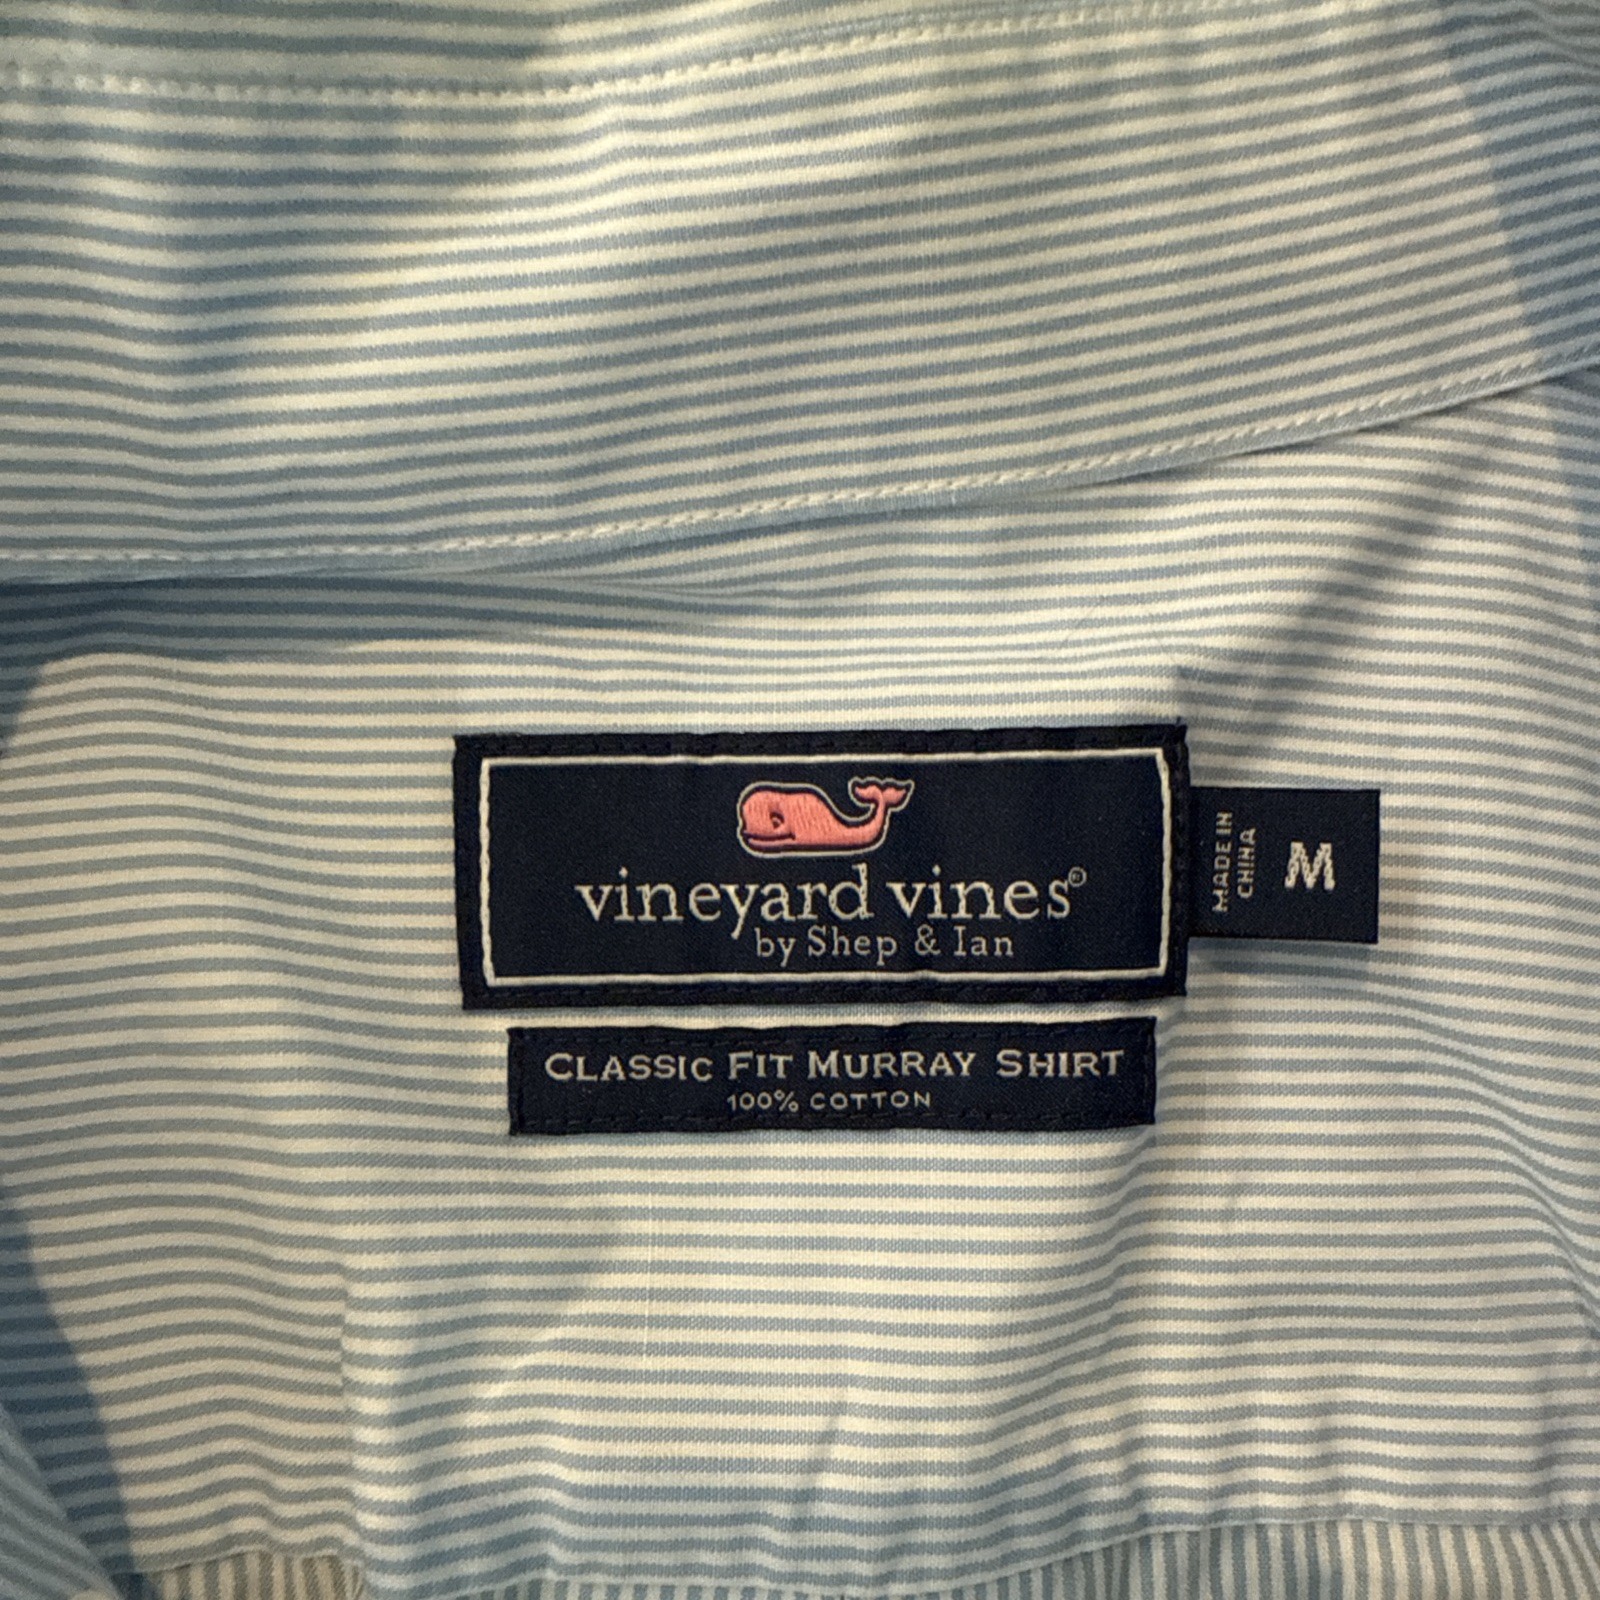 vineyard vines®
by Shep & Ian
MADE IN
CHINA
M
CLASSIC FIT MURRAY SHIRT
100% COTTON